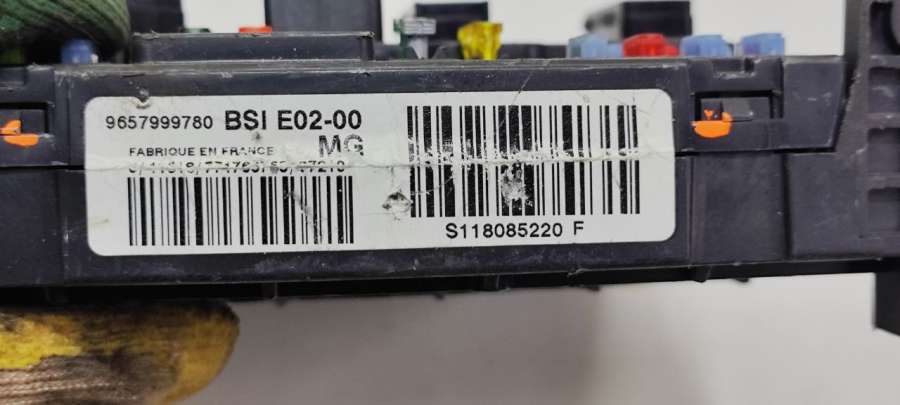 9657999780 BSI E02-00
FABRIQUE EN FRANCE MG
S118085220 F